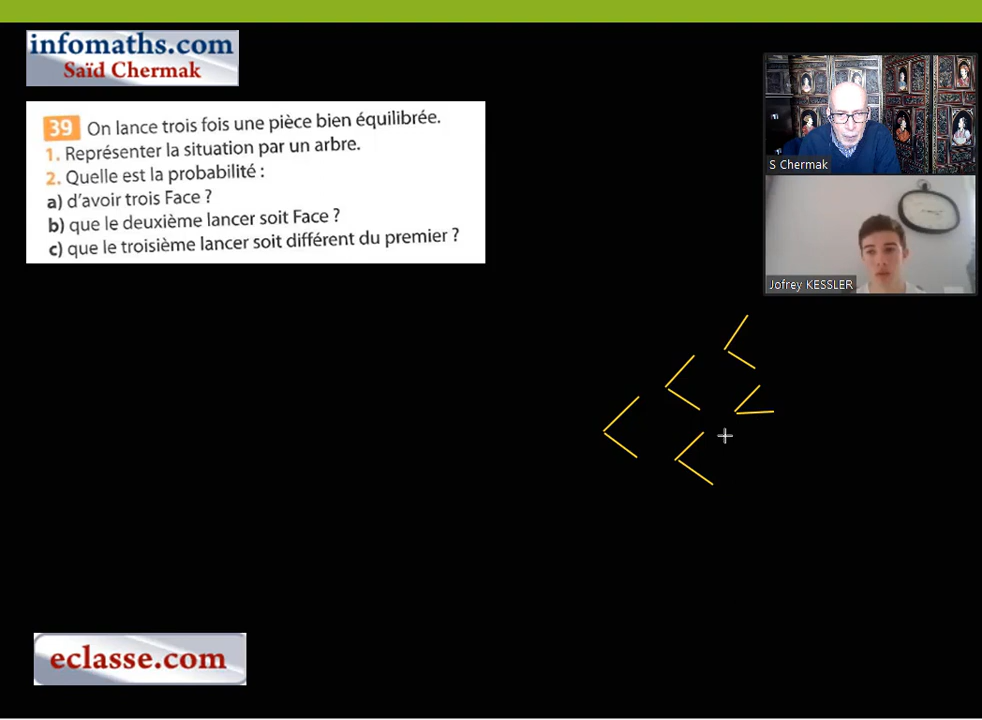 infomaths.com
Saïd Chermak
39 On lance trois fois une pièce bien équilibrée.
1. Représenter la situation par un arbre.
2. Quelle est la probabilité :
a) d'avoir trois Face ?
b) que le deuxième lancer soit Face ?
c) que le troisième lancer soit différent du premier ?
S Chermak
Jofrey KESSLER
eclasse.com